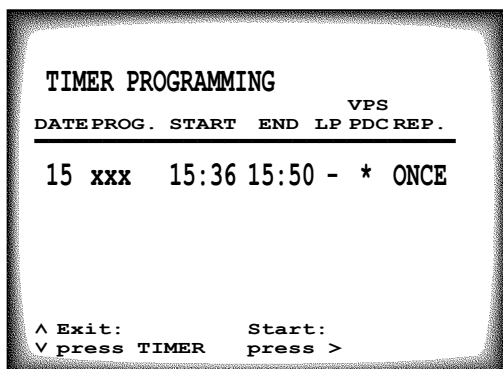 TIMER PROGRAMMING
VPS
DATE PROG. START END LP PDC REP.
15 xxx 15:36 15:50 - * ONCE
^ Exit: Start:
v press TIMER press >